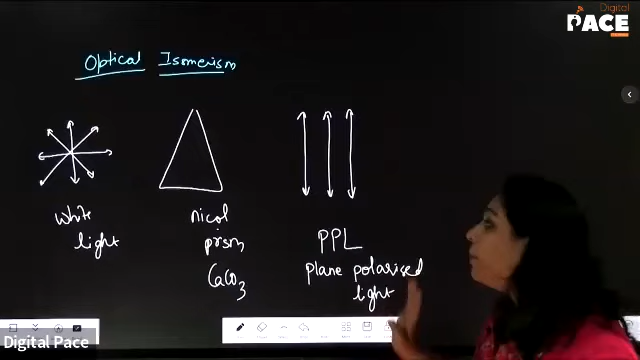 Digital
PACE
Optical Isomerism
white
light
nicol
prism
CaCO3
PPL
plane polarised
light
Digital Pace